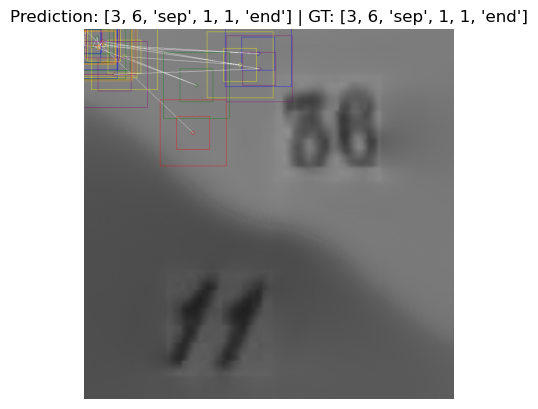 Prediction: [3, 6, 'sep', 1, 1, 'end'] | GT: [3, 6, 'sep', 1, 1, 'end']
36
11